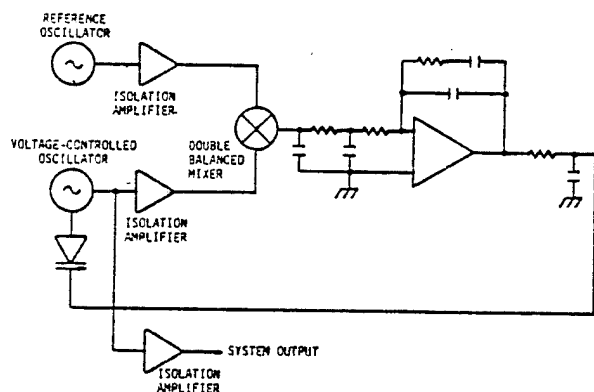 REFERENCE
OSCILLATOR
ISOLATION
AMPLIFIER
VOLTAGE-CONTROLLED
OSCILLATOR
DOUBLE
BALANCED
MIXER
ISOLATION
AMPLIFIER
SYSTEM OUTPUT
ISOLATION
AMPLIFIER